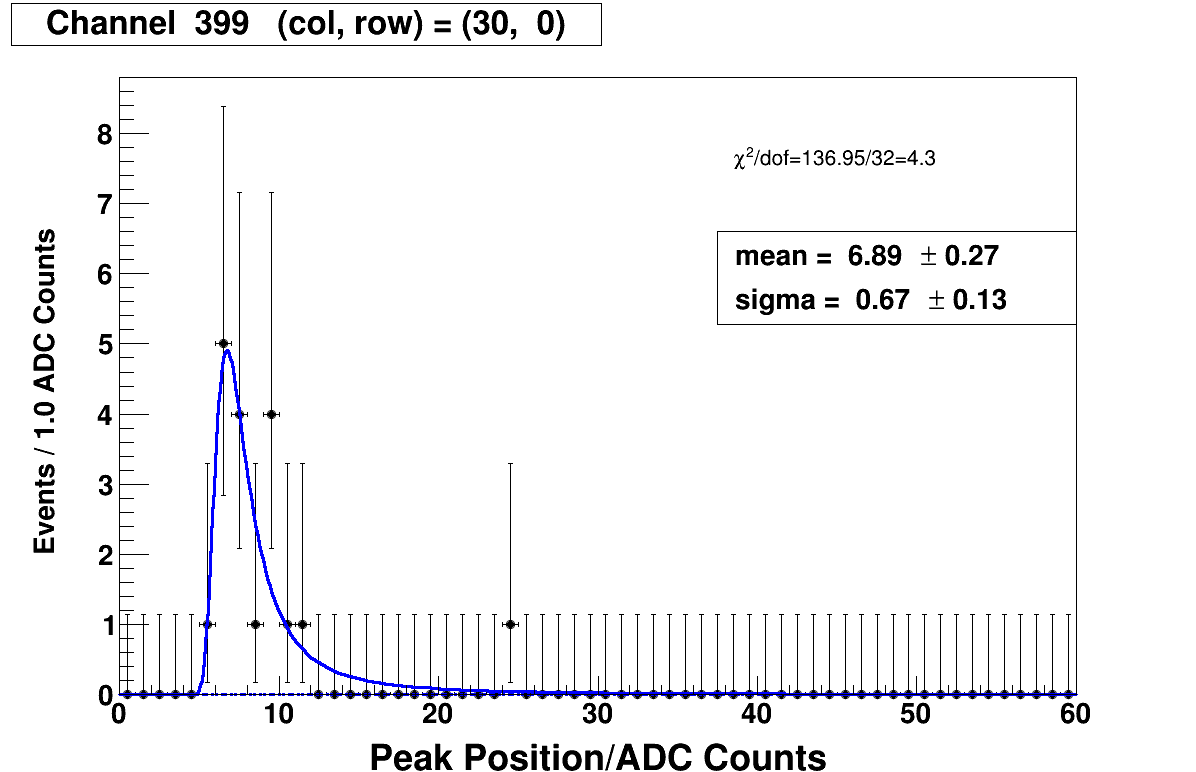 Channel 399 (col, row) = (30, 0)
χ²/dof=136.95/32=4.3
mean = 6.89 ± 0.27
sigma = 0.67 ± 0.13
Events / 1.0 ADC Counts
8
7
6
5
4
3
2
1
0
0 10 20 30 40 50 60
Peak Position/ADC Counts